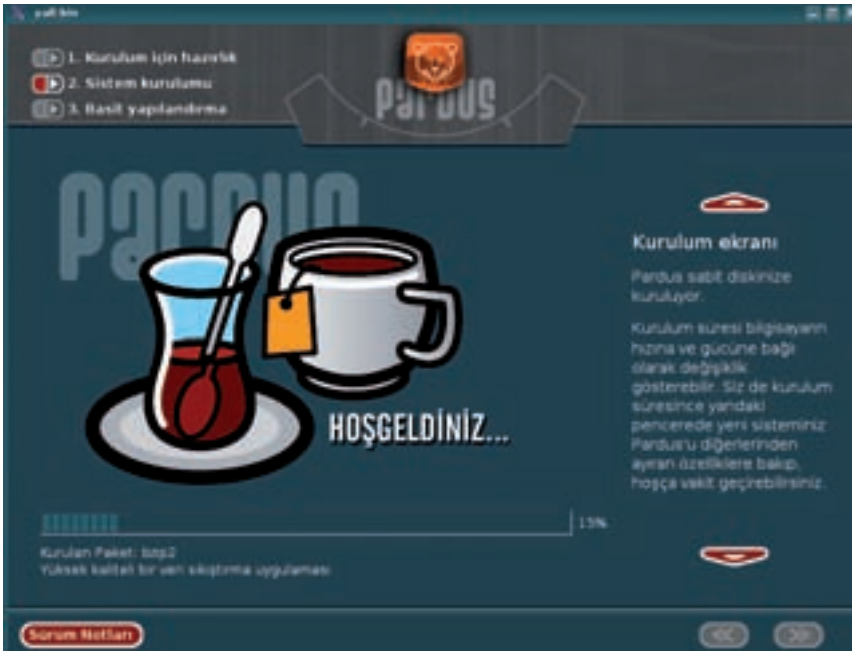 yali.bin
1. Kurulum için hazırlık
2. Sistem kurulumu
3. Basit yapılandırma
Pardus
Pardus
HOŞGELDİNİZ...
Kurulum ekranı
Pardus sabit diskinize
kuruluyor.
Kurulum süresi bilgisayarın
hızına ve gücüne bağlı
olarak değişiklik
gösterebilir. Siz de kurulum
süresince yandaki
pencerede yeni sisteminiz
Pardus'u diğerlerinden
ayıran özelliklere bakıp,
hoşça vakit geçirebilirsiniz.
15%
Kurulan Paket: bzip2
Yüksek kaliteli bir veri sıkıştırma uygulaması
Sürüm Notları